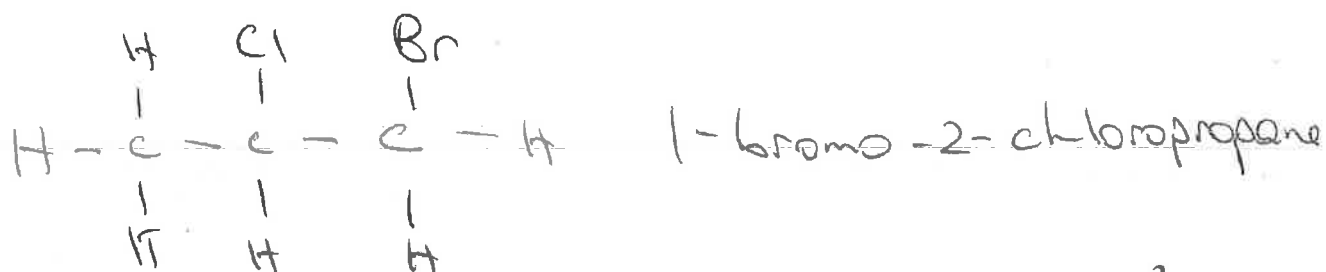 H Cl Br
H - C - C - C - H 1-bromo-2-chloropropane
H H H